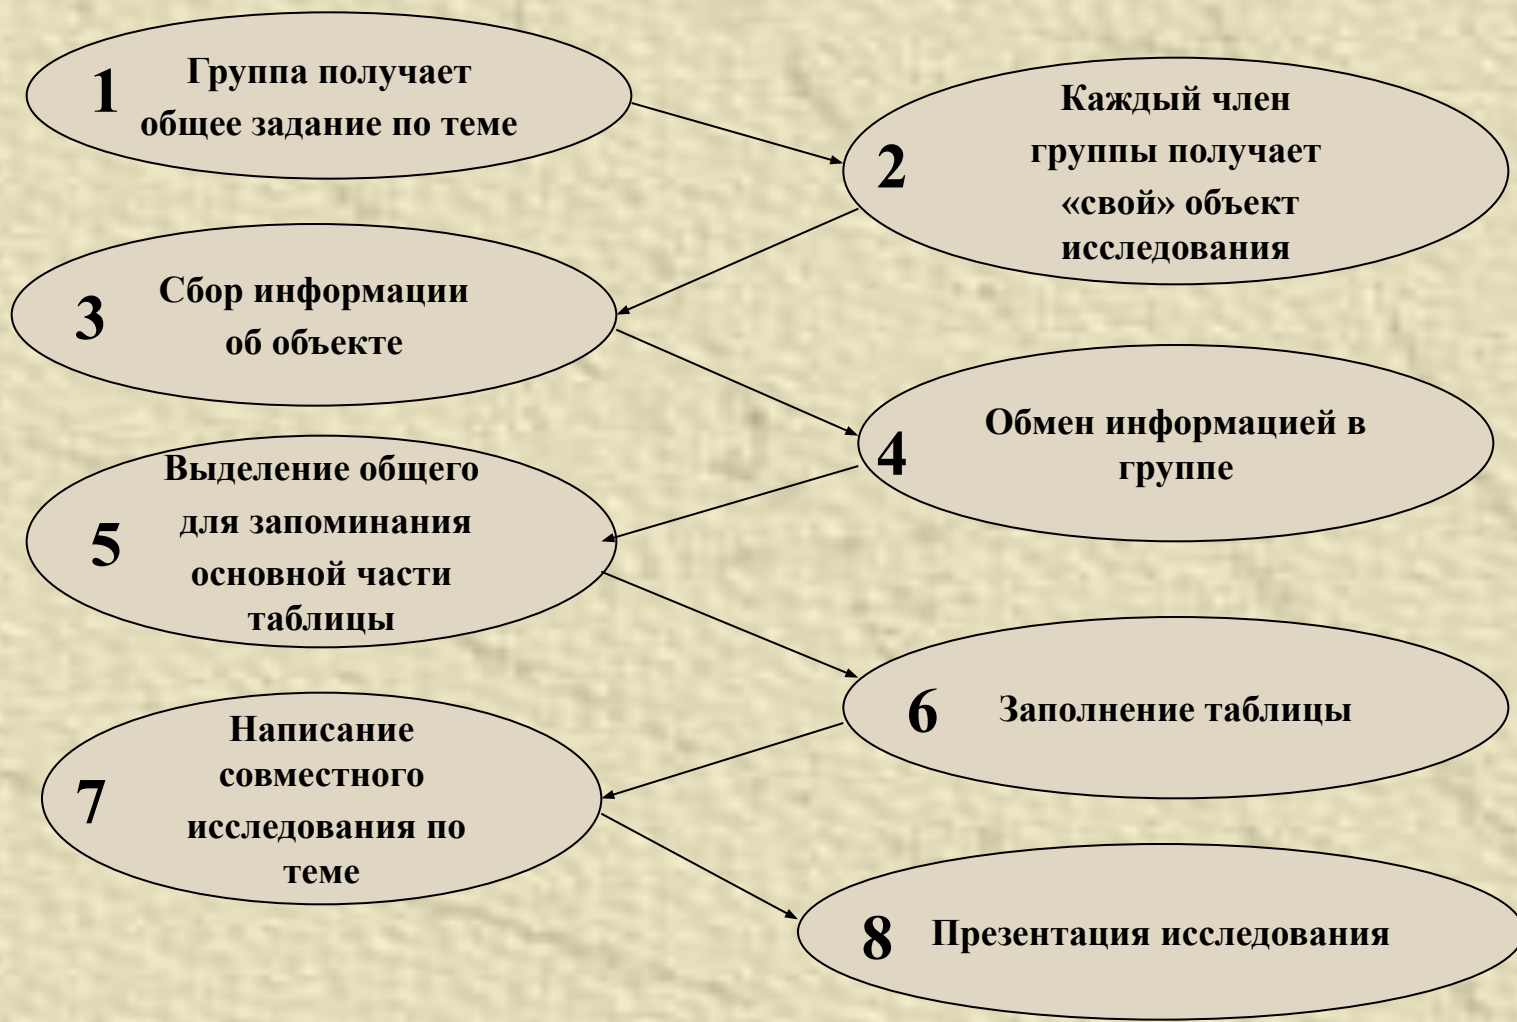 1
Группа получает
общее задание по теме
2
Каждый член
группы получает
«свой» объект
исследования
3
Сбор информации
об объекте
4
Обмен информацией в
группе
5
Выделение общего
для запоминания
основной части
таблицы
6
Заполнение таблицы
7
Написание
совместного
исследования по
теме
8
Презентация исследования